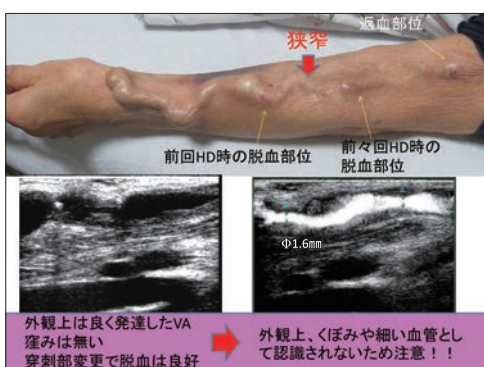 返血部位
狭窄
前回HD時の脱血部位
前々回HD時の
脱血部位
Φ1.6mm
外観上は良く発達したVA
窪みは無い
穿刺部変更で脱血は良好
外観上、くぼみや細い血管とし
て認識されないため注意！！